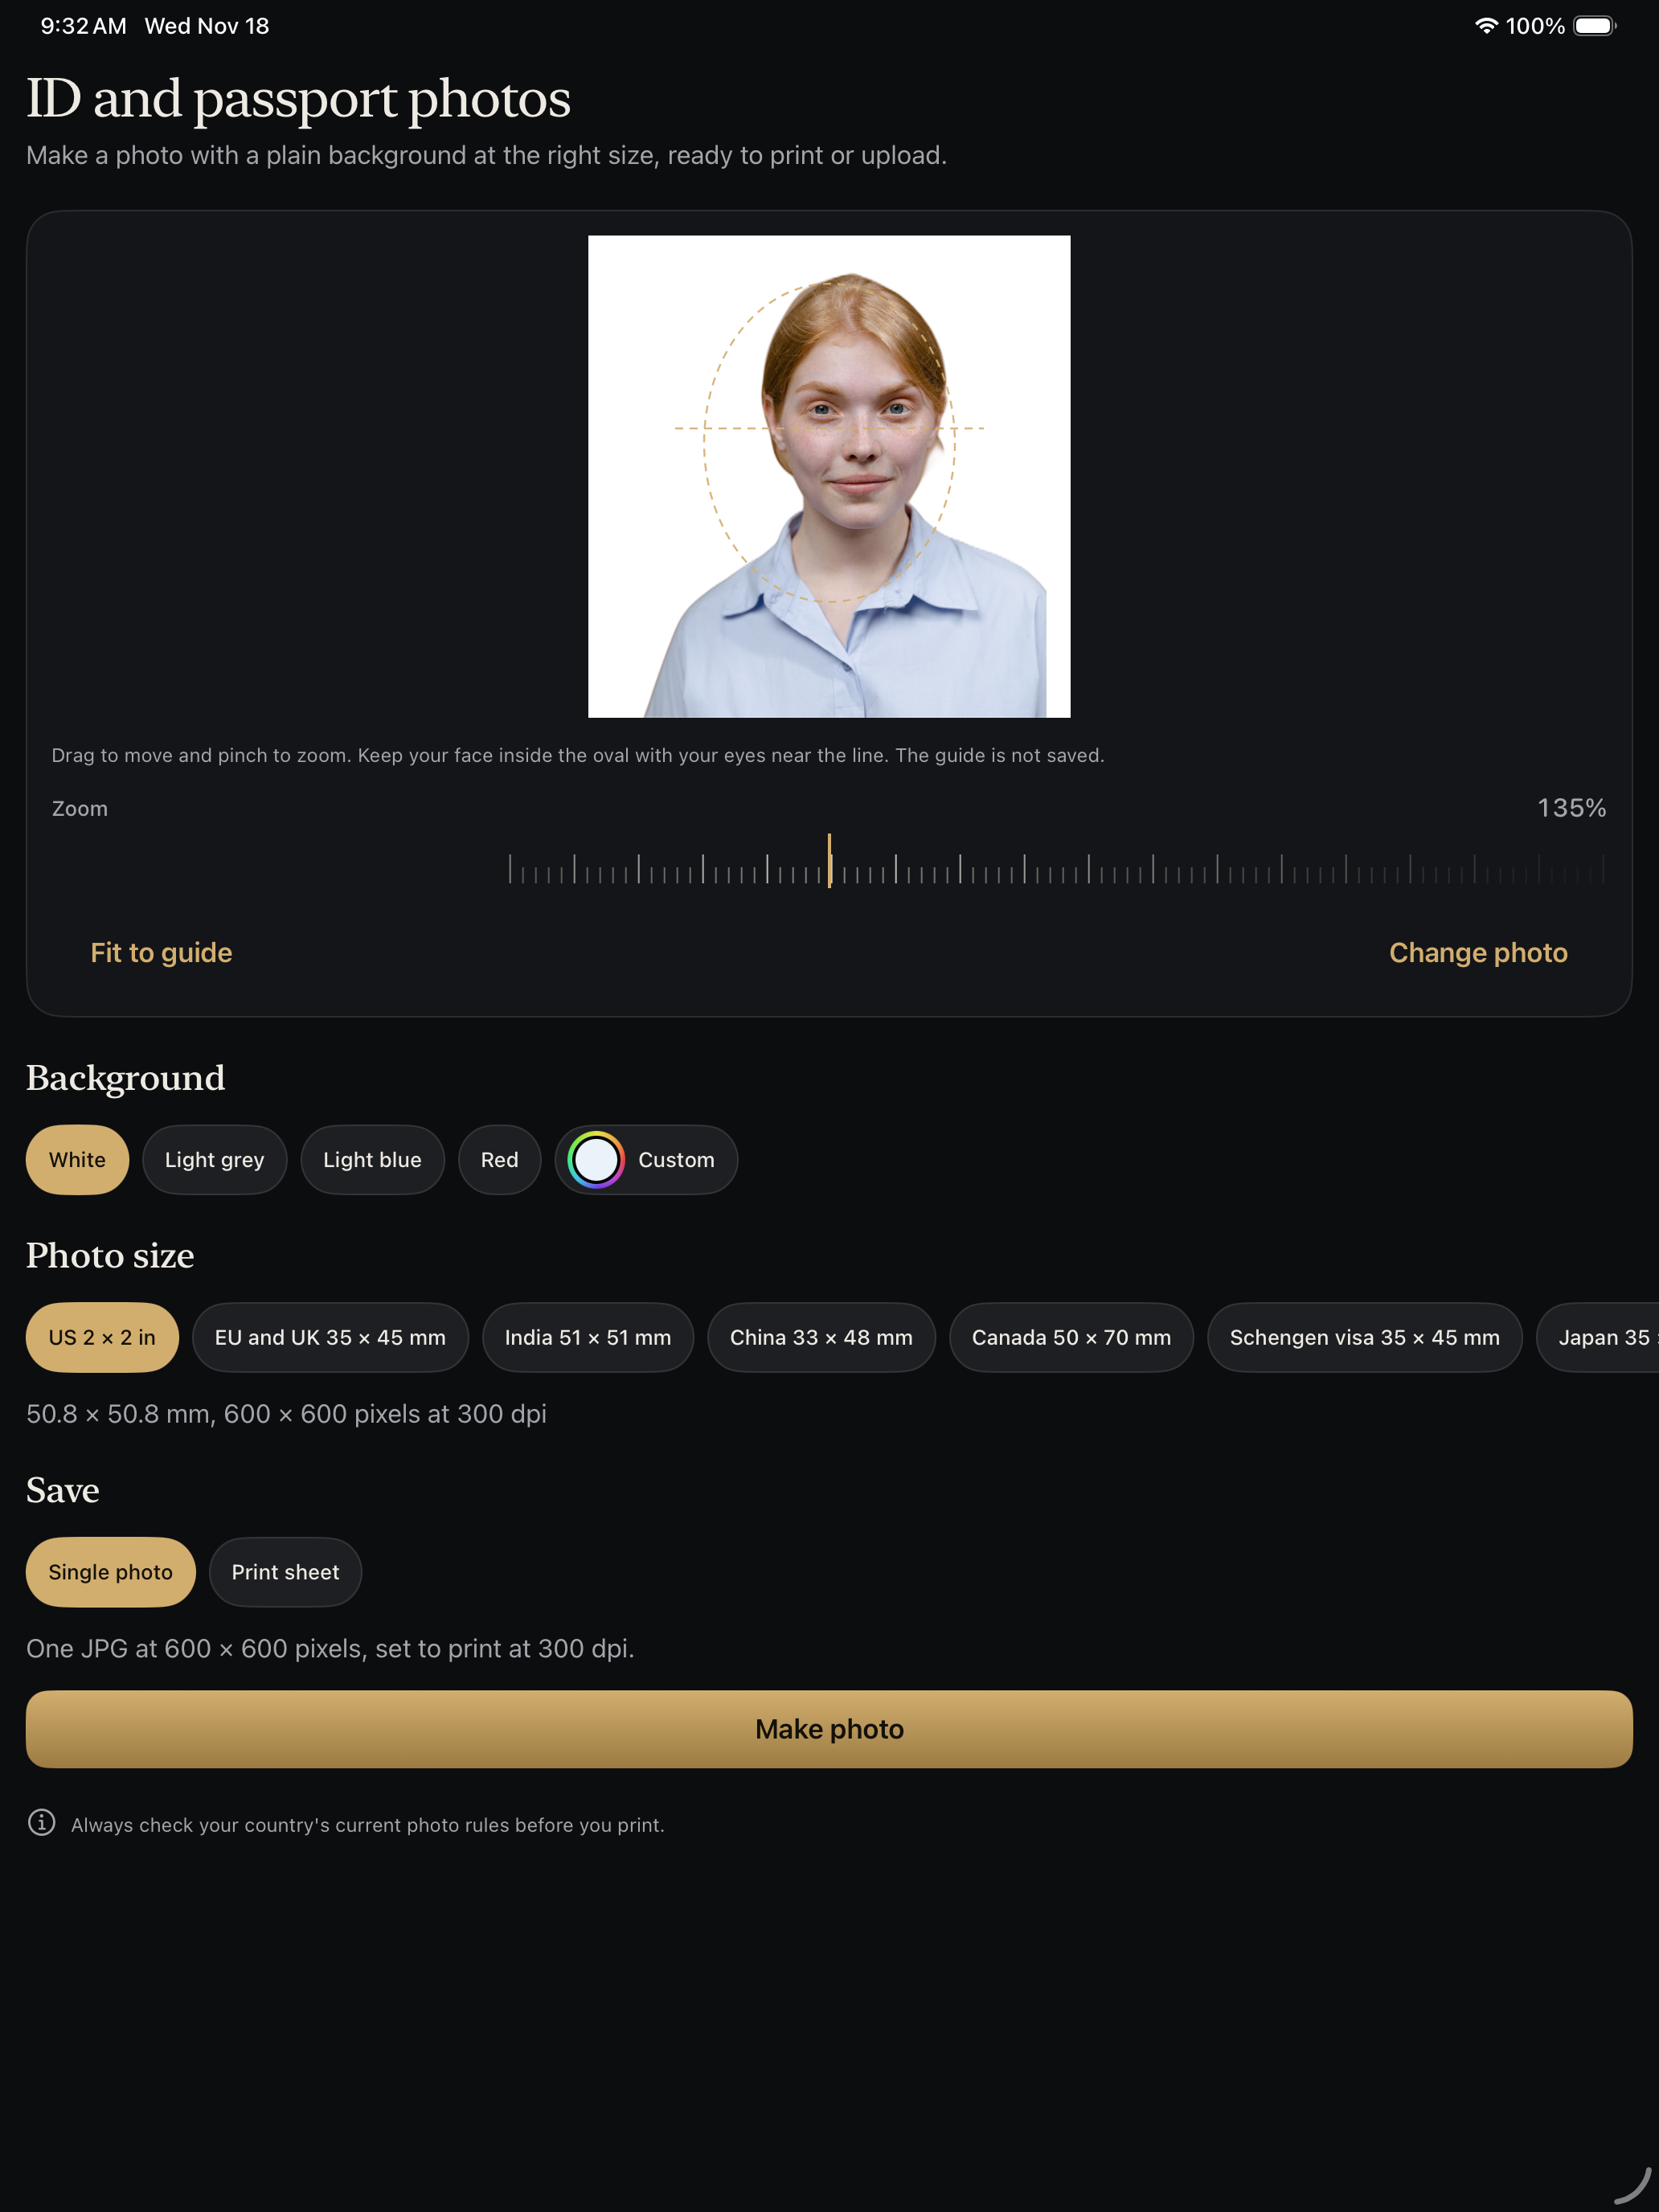 9:32 AM Wed Nov 18
100%
ID and passport photos
Make a photo with a plain background at the right size, ready to print or upload.
Drag to move and pinch to zoom. Keep your face inside the oval with your eyes near the line. The guide is not saved.
Zoom 135%
Fit to guide Change photo
Background
White Light grey Light blue Red Custom
Photo size
US 2 × 2 in EU and UK 35 × 45 mm India 51 × 51 mm China 33 × 48 mm Canada 50 × 70 mm Schengen visa 35 × 45 mm Japan 35
50.8 × 50.8 mm, 600 × 600 pixels at 300 dpi
Save
Single photo Print sheet
One JPG at 600 × 600 pixels, set to print at 300 dpi.
Make photo
Always check your country's current photo rules before you print.